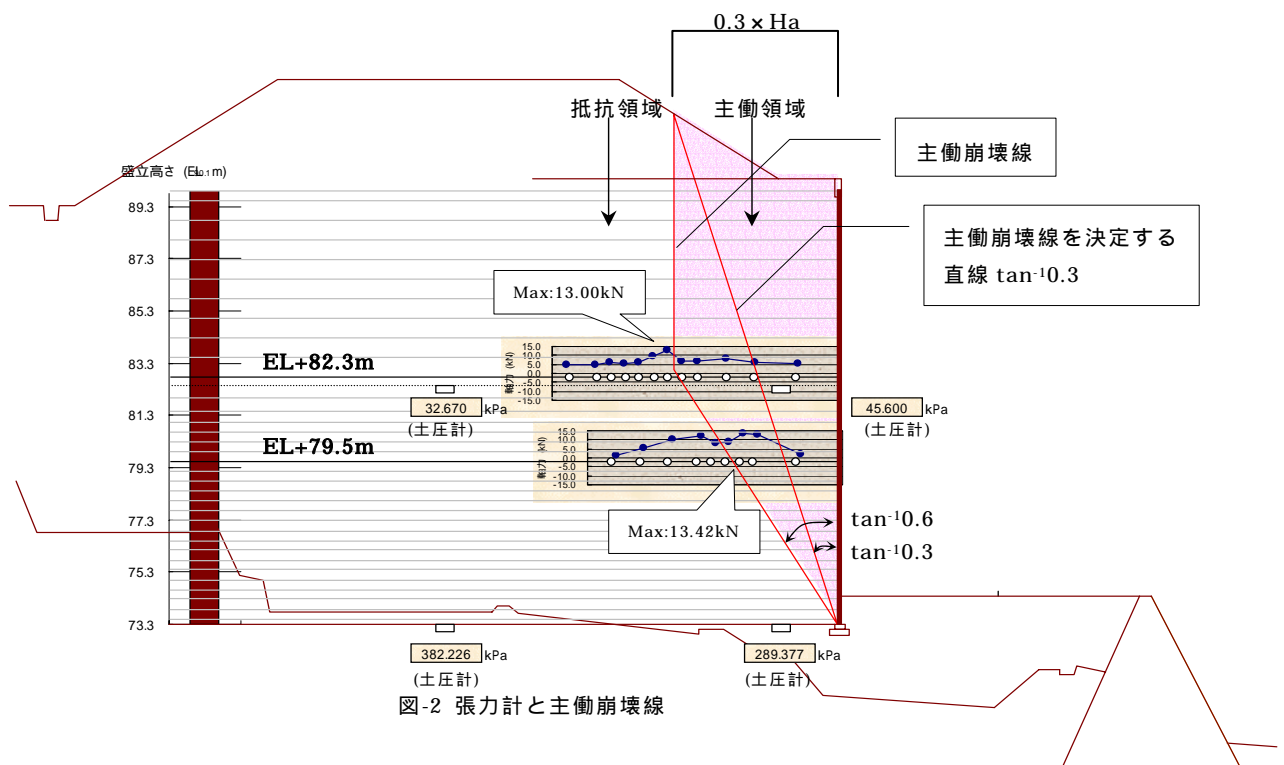 0.3×Ha
抵抗領域
主働領域
主働崩壊線
主働崩壊線を決定する
直線 tan-10.3
89.3
87.3
85.3
83.3
81.3
79.3
77.3
75.3
73.3
Max:13.00kN
EL+82.3m
軸力 (kN)
15.0
10.0
5.0
0.0
-5.0
-10.0
-15.0
32.670 kPa
(土圧計)
45.600 kPa
(土圧計)
EL+79.5m
軸力 (kN)
15.0
10.0
5.0
0.0
-5.0
-10.0
-15.0
Max:13.42kN
tan-10.6
tan-10.3
382.226 kPa
(土圧計)
289.377 kPa
(土圧計)
図-2 張力計と主働崩壊線